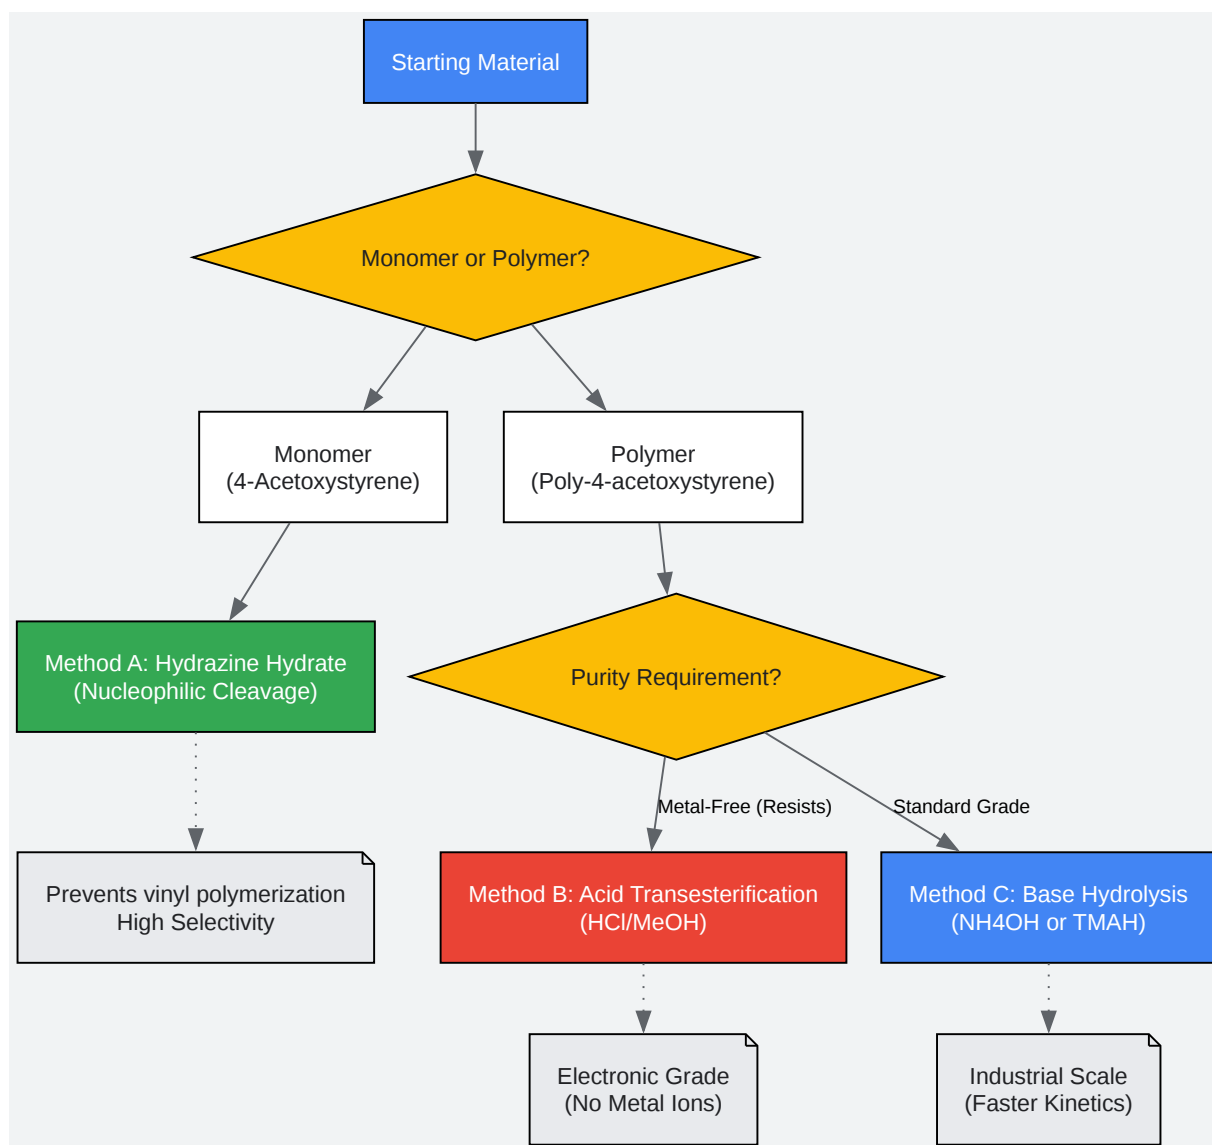 Starting Material
Monomer or Polymer?
Monomer
(4-Acetoxystyrene)
Polymer
(Poly-4-acetoxystyrene)
Method A: Hydrazine Hydrate
(Nucleophilic Cleavage)
Purity Requirement?
Metal-Free (Resists)
Standard Grade
Prevents vinyl polymerization
High Selectivity
Method B: Acid Transesterification
(HCl/MeOH)
Method C: Base Hydrolysis
(NH4OH or TMAH)
Electronic Grade
(No Metal Ions)
Industrial Scale
(Faster Kinetics)